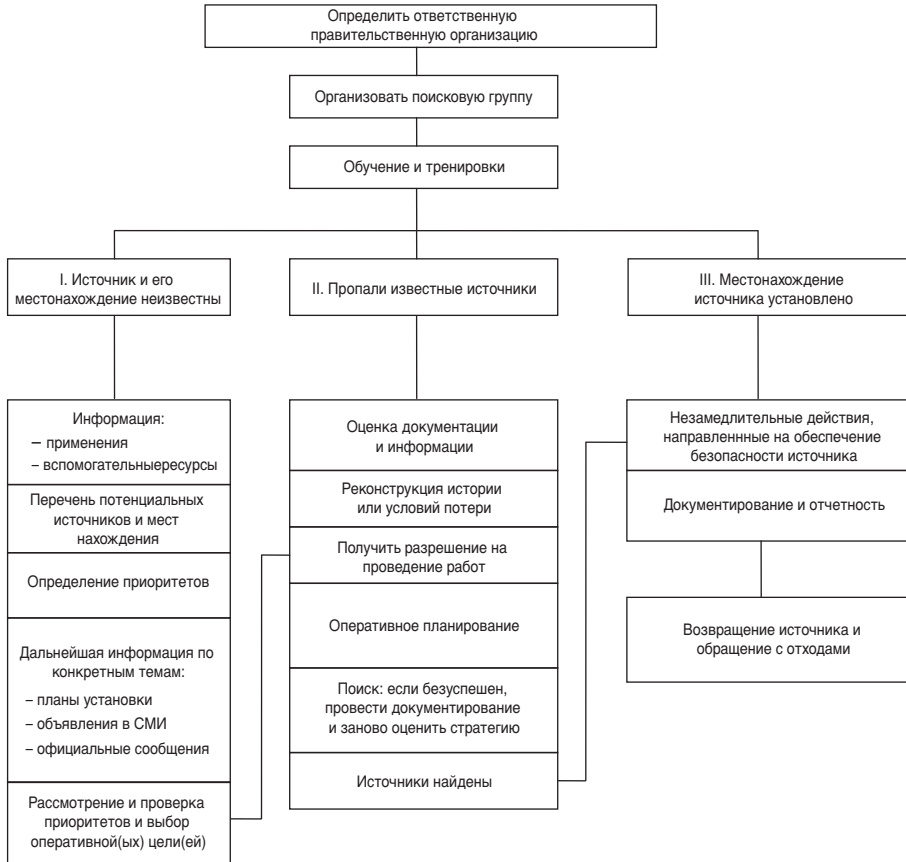 Определить ответственную
правительственную организацию
Организовать поисковую группу
Обучение и тренировки
I. Источник и его
местонахождение неизвестны
II. Пропали известные источники
III. Местонахождение
источника установлено
Информация:
– применения
– вспомогательныересурсы
Перечень потенциальных
источников и мест
нахождения
Определение приоритетов
Дальнейшая информация по
конкретным темам:
– планы установки
– объявления в СМИ
– официальные сообщения
Рассмотрение и проверка
приоритетов и выбор
оперативной(ых) цели(ей)
Оценка документации
и информации
Реконструкция истории
или условий потери
Получить разрешение на
проведение работ
Оперативное планирование
Поиск: если безуспешен,
провести документирование
и заново оценить стратегию
Источники найдены
Незамедлительные действия,
направленнные на обеспечение
безопасности источника
Документирование и отчетность
Возвращение источника и
обращение с отходами